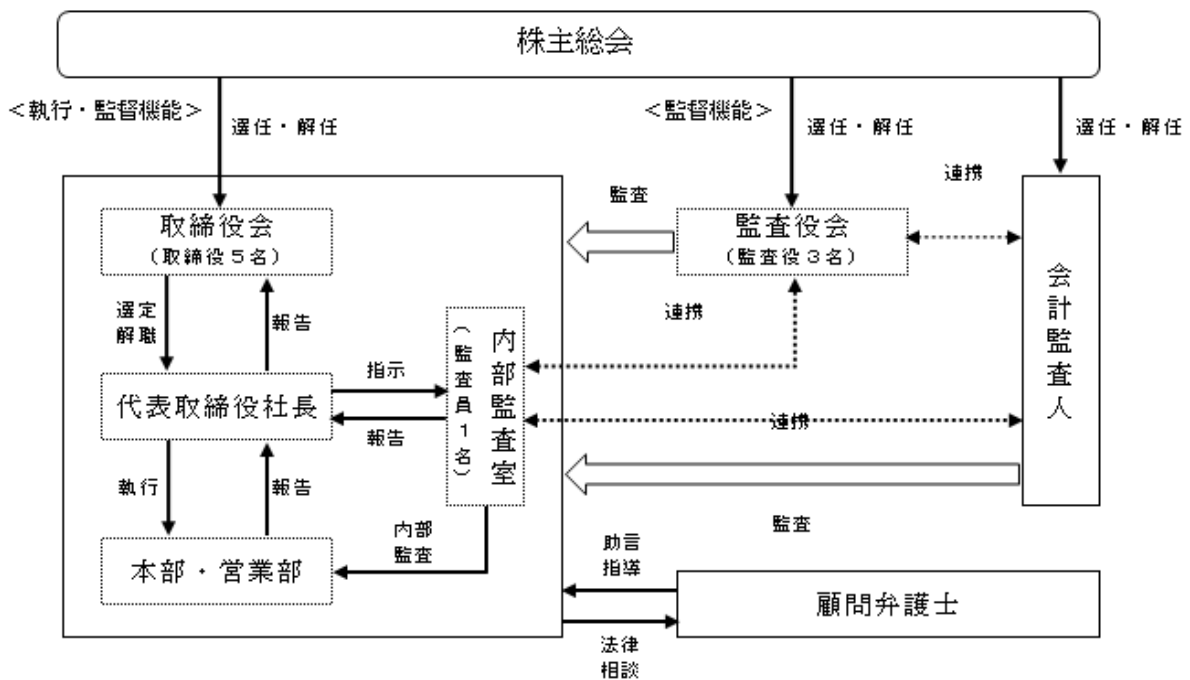 株主総会
＜執行・監督機能＞
選任・解任
＜監督機能＞
選任・解任
選任・解任
取締役会
（取締役５名）
監査
監査役会
（監査役３名）
連携
会計監査人
選定
解職
報告
連携
内部監査室
（監査員１名）
代表取締役社長
指示
報告
連携
執行
報告
内部
監査
監査
本部・営業部
助言
指導
顧問弁護士
法律
相談